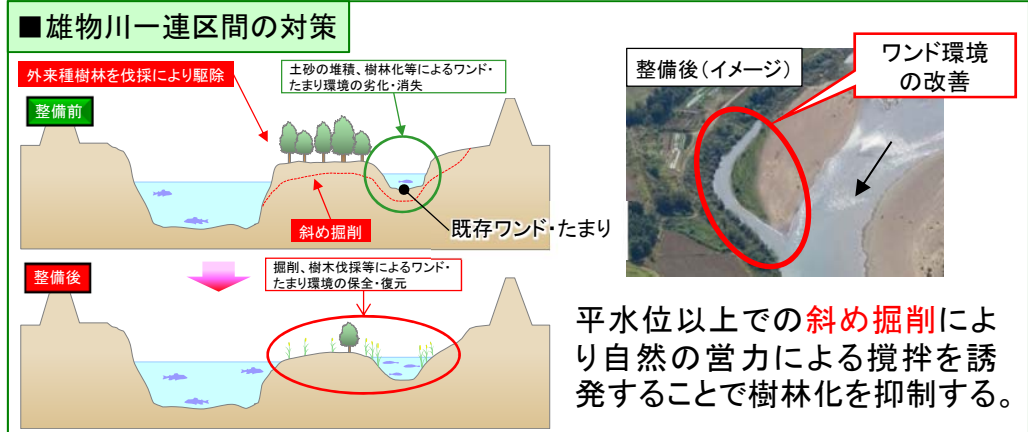 ■雄物川一連区間の対策
外来種樹林を伐採により駆除
土砂の堆積、樹林化等によるワンド・
たまり環境の劣化・消失
整備前
斜め掘削
既存ワンド・たまり
整備後(イメージ)
ワンド環境
の改善
整備後
掘削、樹木伐採等によるワンド・
たまり環境の保全・復元
平水位以上での斜め掘削によ
り自然の営力による撹拌を誘
発することで樹林化を抑制する。